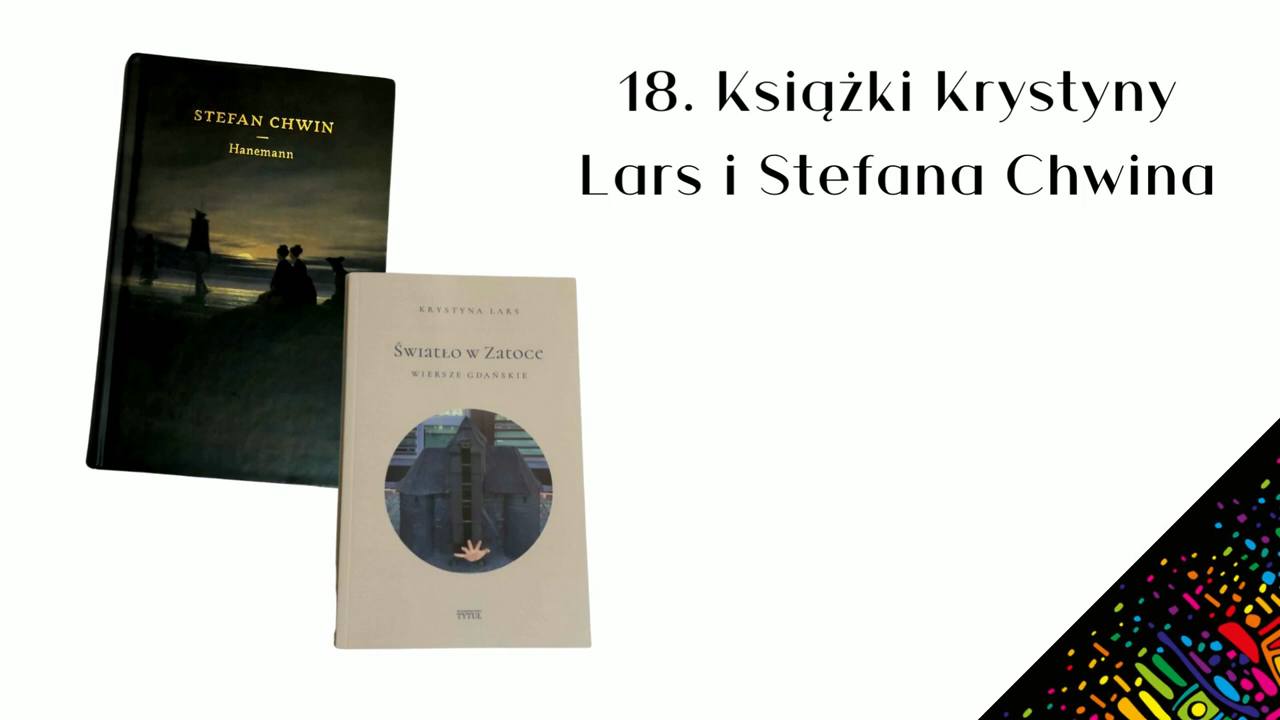 18. Książki Krystyny
Lars i Stefana Chwina
STEFAN CHWIN
Hanemann
KRYSTYNA LARS
Światło w Zatoce
WIERSZE GDAŃSKIE
TYTUŁ